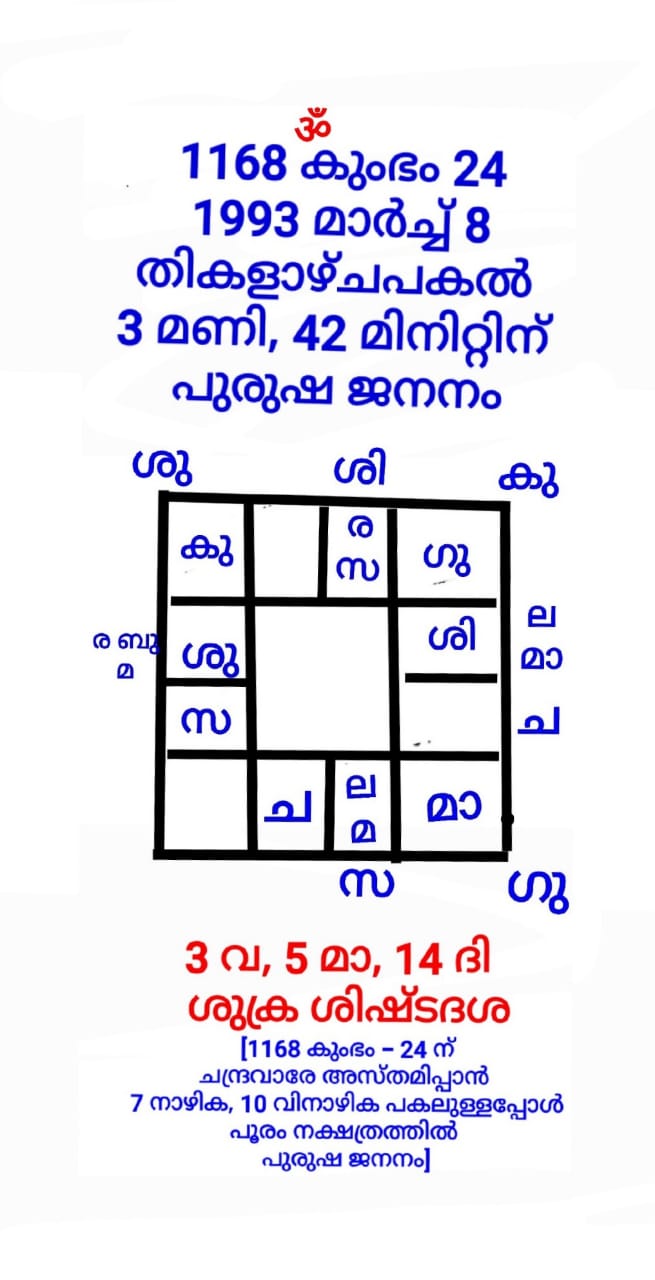 ॐ
1168 കുംഭം 24
1993 മാർച്ച് 8
തികളാഴ്ചപകൽ
3 മണി, 42 മിനിറ്റിന്
പുരുഷ ജനനം
ശു ശി കു
കു ര ഗു
സ
ര ബു ശു ശി ല
മ മാ
സ ച
ച ല മാ
മ
സ ഗു
3 വ, 5 മാ, 14 ദി
ശുക്ര ശിഷ്ടദശ
[1168 കുംഭം – 24 ന്
ചന്ദ്രവാരേ അസ്തമിപ്പാൻ
7 നാഴിക, 10 വിനാഴിക പകലുള്ളപ്പോൾ
പൂരം നക്ഷത്രത്തിൽ
പുരുഷ ജനനം]